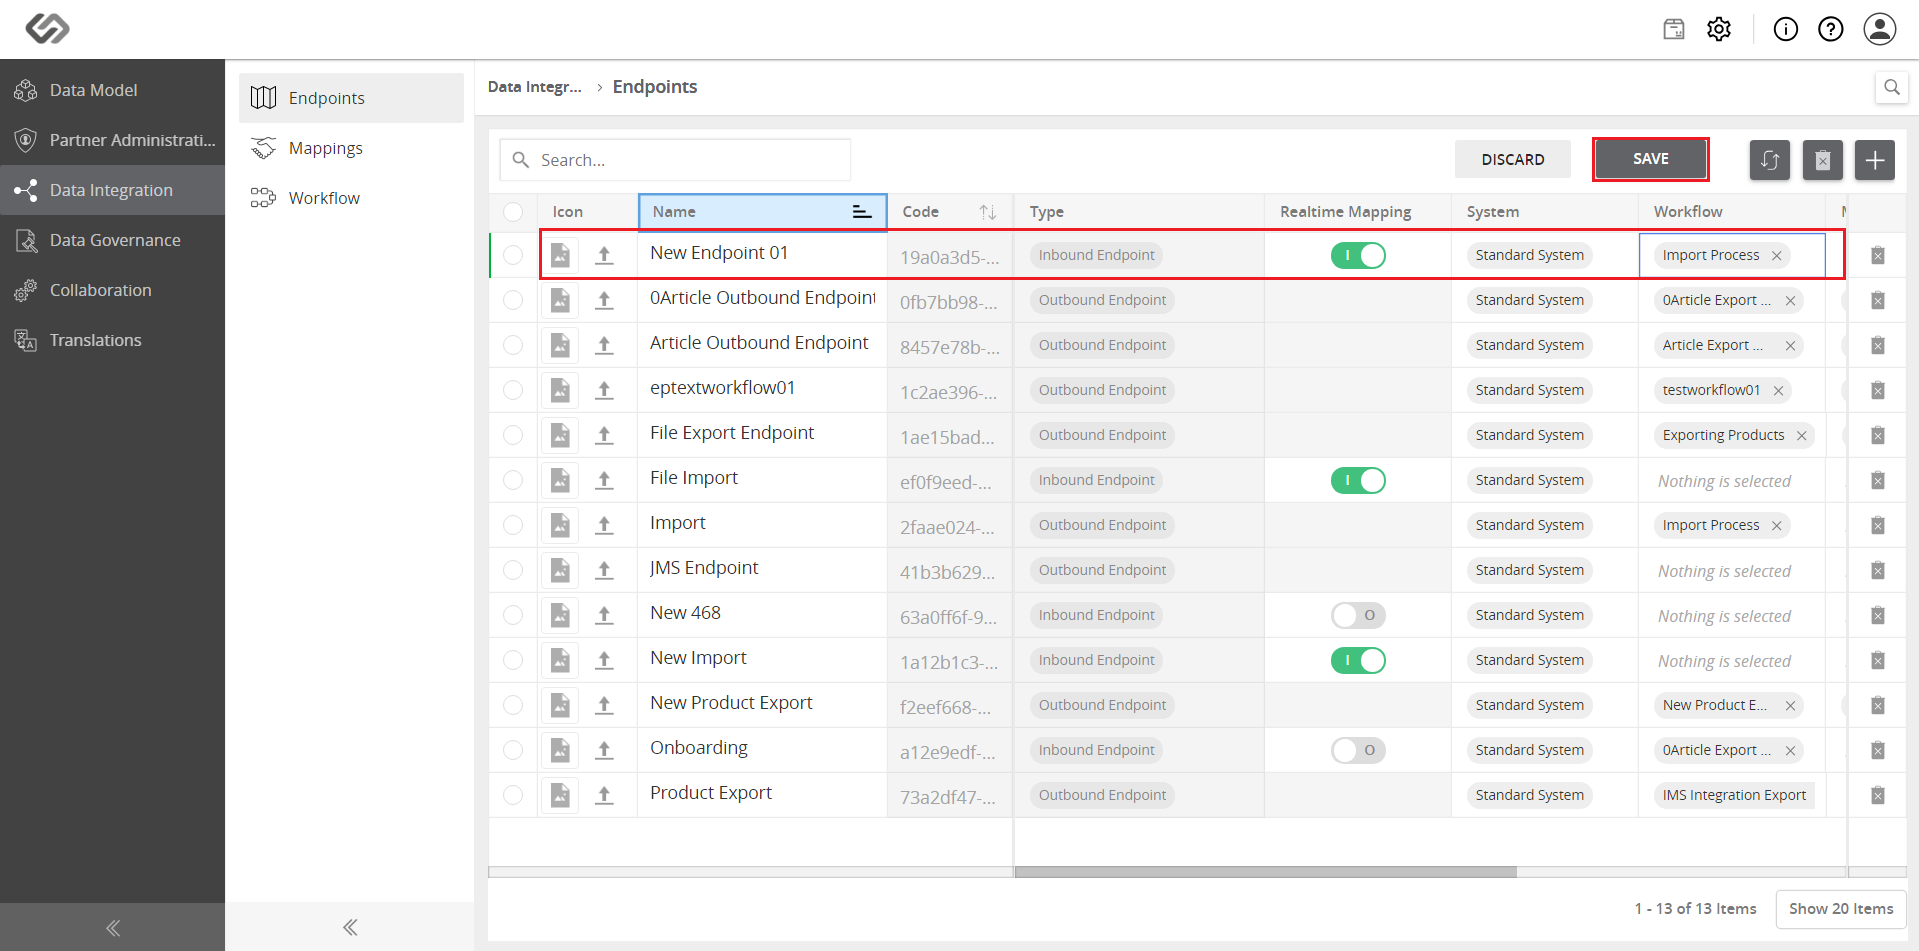 Data Model
Partner Administrati...
Data Integration
Data Governance
Collaboration
Translations
Endpoints
Mappings
Workflow
Data Integr... Endpoints
Search...
DISCARD SAVE
Icon Name Code Type Realtime Mapping System Workflow
New Endpoint 01 19a0a3d5-... Inbound Endpoint I Standard System Import Process
0Article Outbound Endpoint 0fb7bb98-... Outbound Endpoint Standard System 0Article Export ...
Article Outbound Endpoint 8457e78b-... Outbound Endpoint Standard System Article Export ...
eptextworkflow01 1c2ae396-... Outbound Endpoint Standard System testworkflow01
File Export Endpoint 1ae15bad... Outbound Endpoint Standard System Exporting Products
File Import ef0f9eed-... Inbound Endpoint I Standard System Nothing is selected
Import 2faae024-... Outbound Endpoint Standard System Import Process
JMS Endpoint 41b3b629... Outbound Endpoint Standard System Nothing is selected
New 468 63a0ff6f-9... Inbound Endpoint O Standard System Nothing is selected
New Import 1a12b1c3-... Inbound Endpoint I Standard System Nothing is selected
New Product Export f2eef668-... Outbound Endpoint Standard System New Product E...
Onboarding a12e9edf-... Inbound Endpoint O Standard System 0Article Export ...
Product Export 73a2df47-... Outbound Endpoint Standard System IMS Integration Export
1 - 13 of 13 Items Show 20 Items